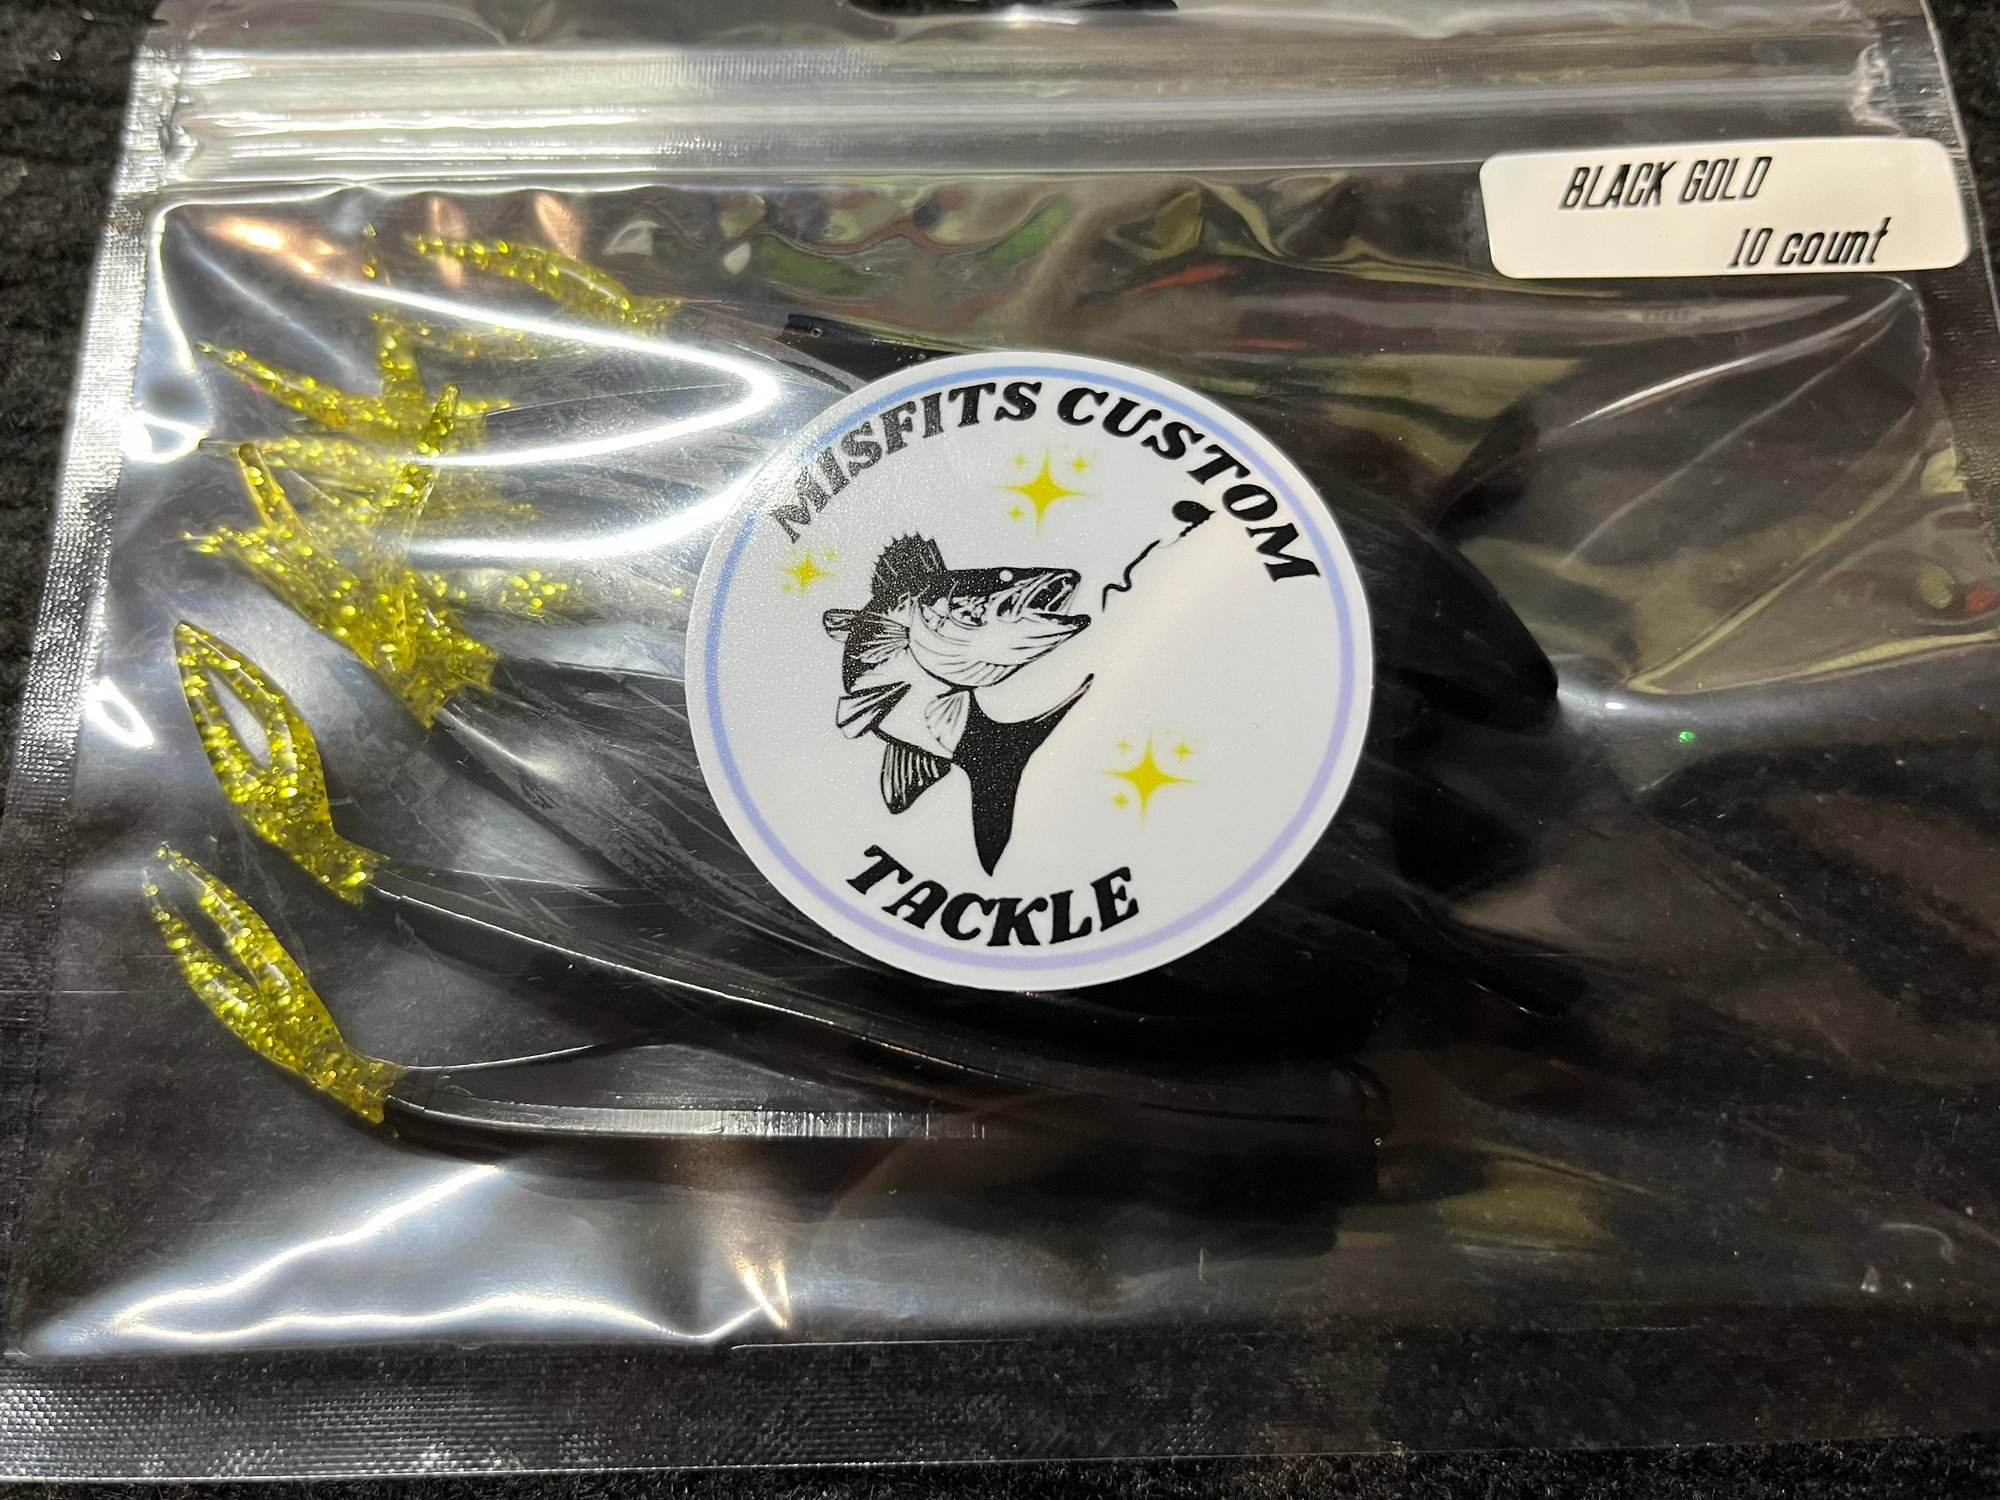 BLACK GOLD
10 count
MISFITS CUSTOM
TACKLE